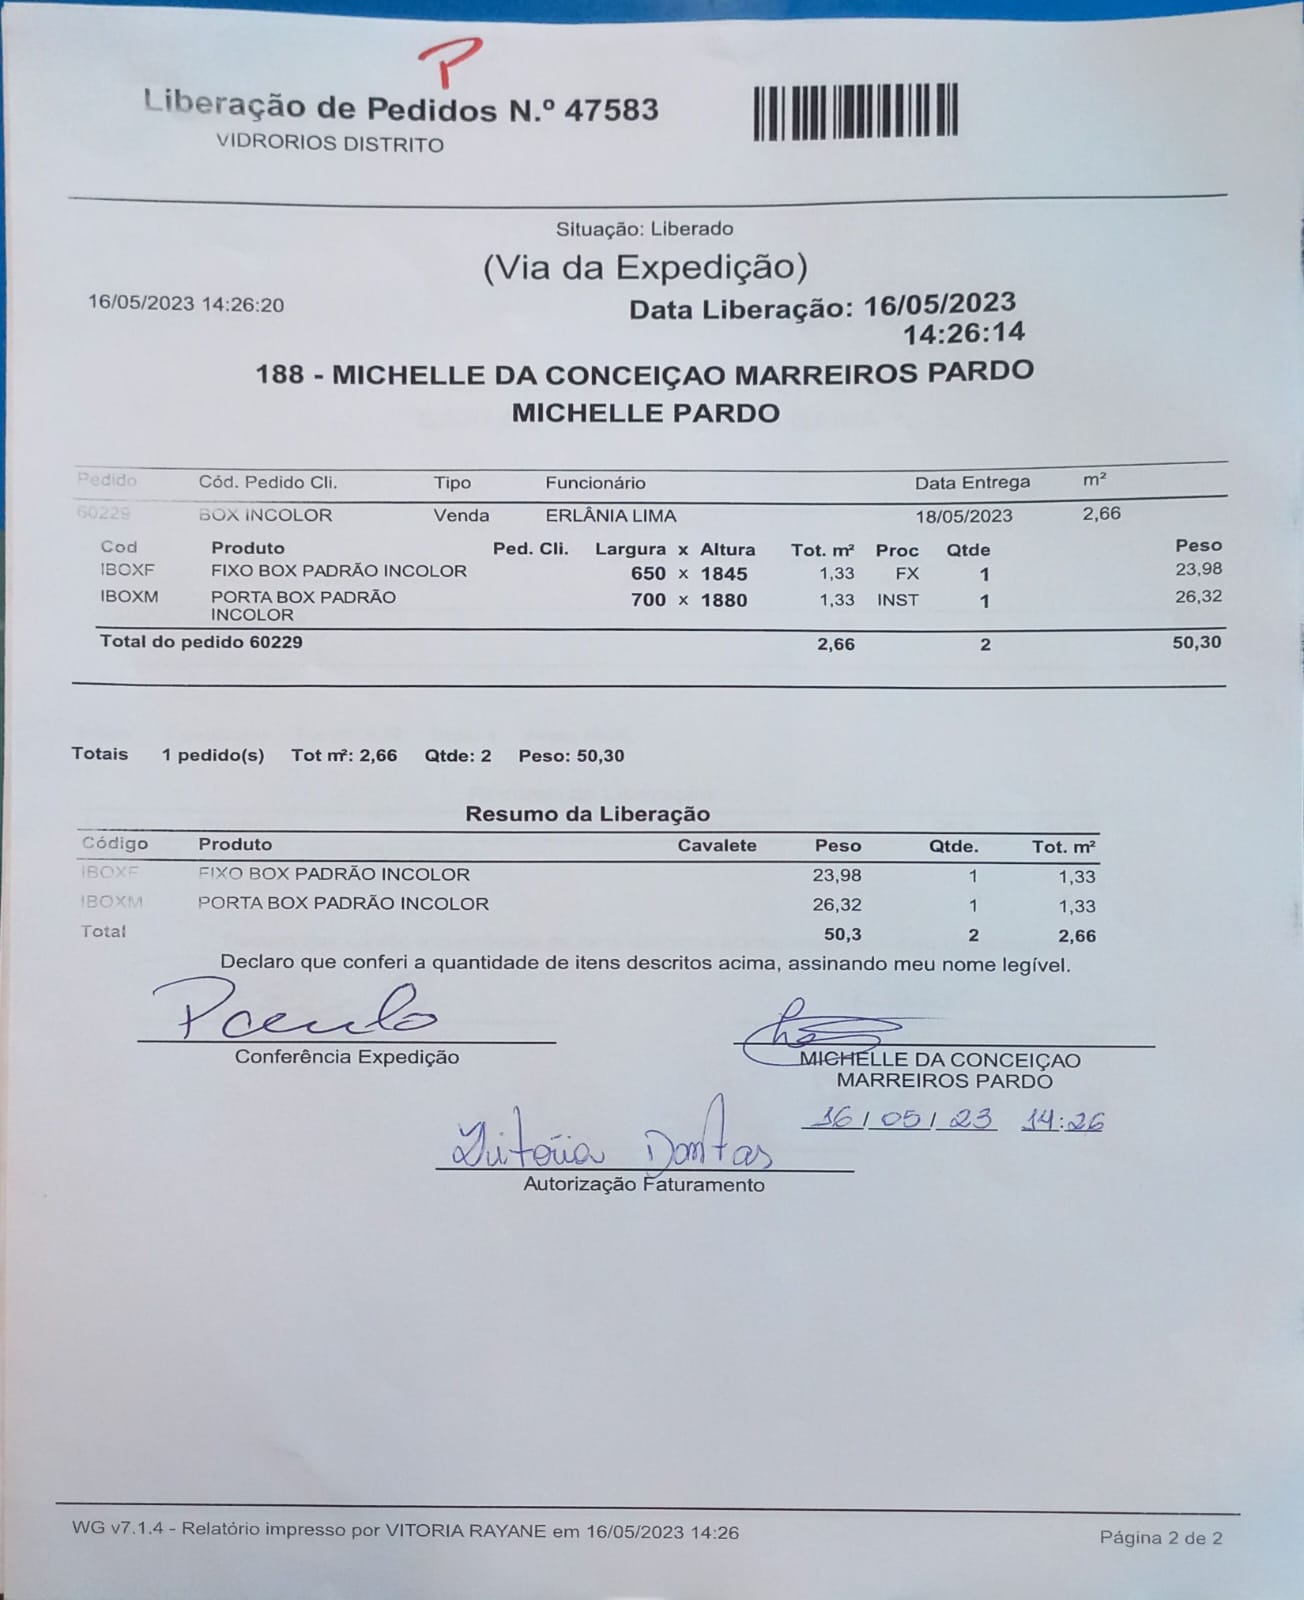 P
Liberação de Pedidos N.º 47583
VIDRORIOS DISTRITO
Situação: Liberado
(Via da Expedição)
16/05/2023 14:26:20
Data Liberação: 16/05/2023
14:26:14
188 - MICHELLE DA CONCEIÇAO MARREIROS PARDO
MICHELLE PARDO
Pedido Cód. Pedido Cli. Tipo Funcionário Data Entrega m²
60229 BOX INCOLOR Venda ERLÂNIA LIMA 18/05/2023 2,66
Cod Produto Ped. Cli. Largura x Altura Tot. m² Proc Qtde Peso
IBOXF FIXO BOX PADRÃO INCOLOR 650 x 1845 1,33 FX 1 23,98
IBOXM PORTA BOX PADRÃO 700 x 1880 1,33 INST 1 26,32
INCOLOR
Total do pedido 60229 2,66 2 50,30
Totais 1 pedido(s) Tot m²: 2,66 Qtde: 2 Peso: 50,30
Resumo da Liberação
Código Produto Cavalete Peso Qtde. Tot. m²
IBOXF FIXO BOX PADRÃO INCOLOR 23,98 1 1,33
IBOXM PORTA BOX PADRÃO INCOLOR 26,32 1 1,33
Total 50,3 2 2,66
Declaro que conferi a quantidade de itens descritos acima, assinando meu nome legível.
Paulo
Conferência Expedição
MICHELLE DA CONCEIÇAO
MARREIROS PARDO
16/05/23 14:26
Vitória Dantas
Autorização Faturamento
WG v7.1.4 - Relatório impresso por VITORIA RAYANE em 16/05/2023 14:26
Página 2 de 2